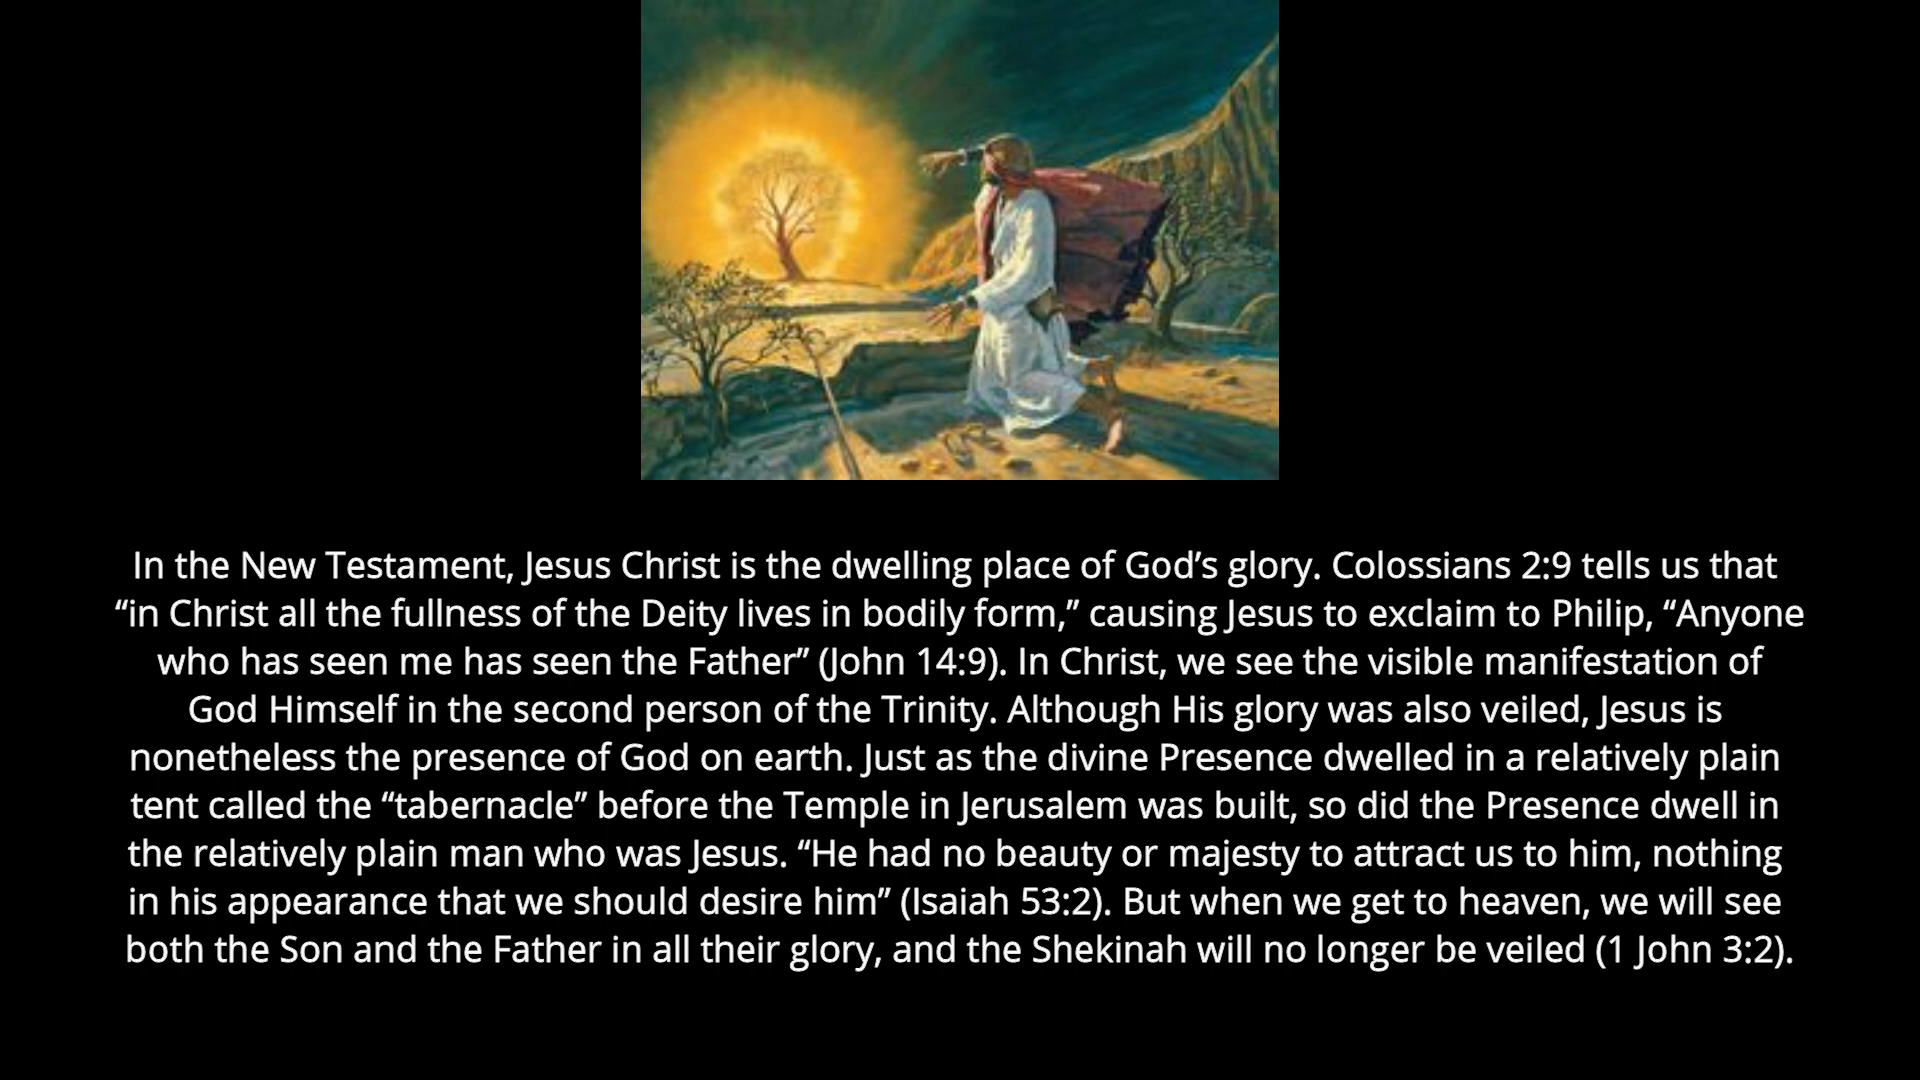 In the New Testament, Jesus Christ is the dwelling place of God’s glory. Colossians 2:9 tells us that
“in Christ all the fullness of the Deity lives in bodily form,” causing Jesus to exclaim to Philip, “Anyone
who has seen me has seen the Father” (John 14:9). In Christ, we see the visible manifestation of
God Himself in the second person of the Trinity. Although His glory was also veiled, Jesus is
nonetheless the presence of God on earth. Just as the divine Presence dwelled in a relatively plain
tent called the “tabernacle” before the Temple in Jerusalem was built, so did the Presence dwell in
the relatively plain man who was Jesus. “He had no beauty or majesty to attract us to him, nothing
in his appearance that we should desire him” (Isaiah 53:2). But when we get to heaven, we will see
both the Son and the Father in all their glory, and the Shekinah will no longer be veiled (1 John 3:2).